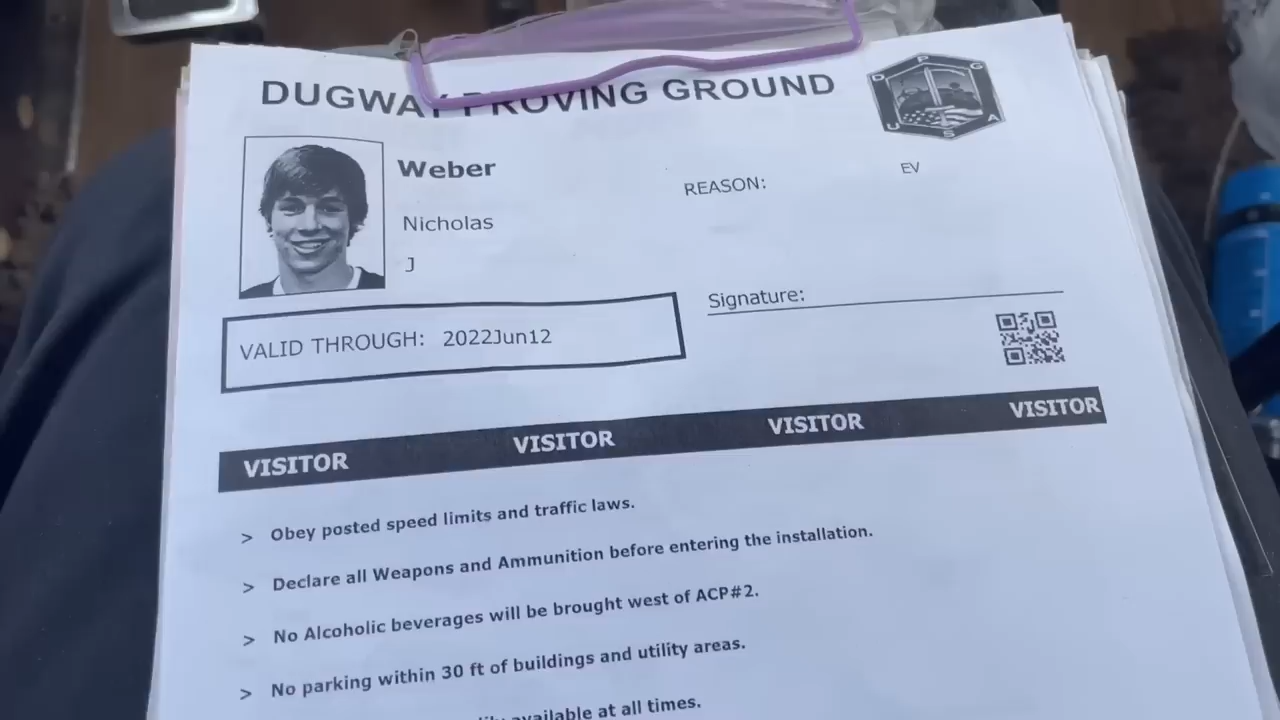 DUGWAY PROVING GROUND
D P G
U S A
Weber
Nicholas
J
REASON:
EV
VALID THROUGH: 2022Jun12
Signature:
VISITOR VISITOR VISITOR VISITOR
> Obey posted speed limits and traffic laws.
> Declare all Weapons and Ammunition before entering the installation.
> No Alcoholic beverages will be brought west of ACP#2.
> No parking within 30 ft of buildings and utility areas.
available at all times.